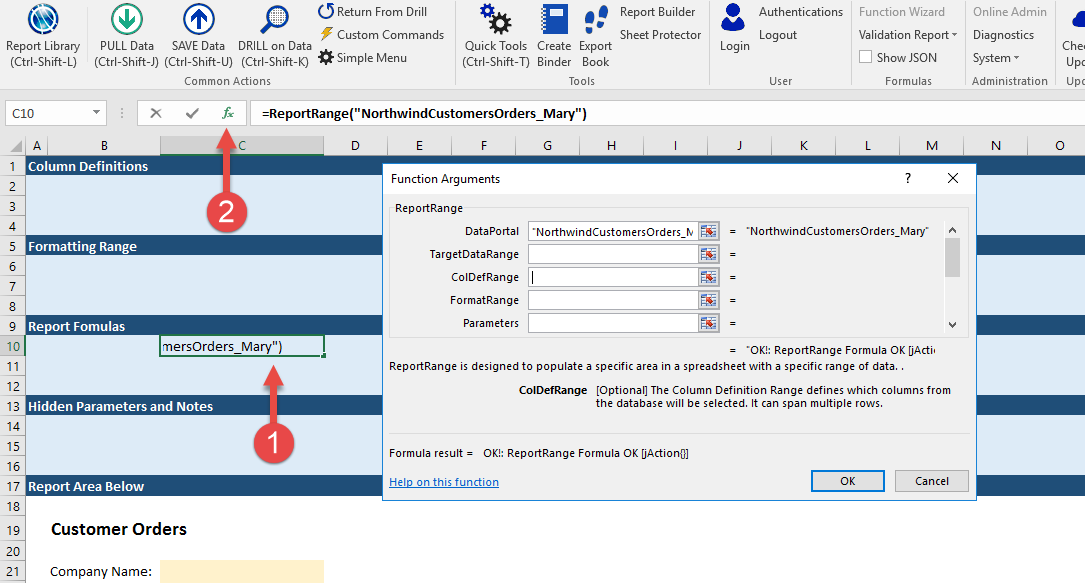 Report Library
(Ctrl-Shift-L)
PULL Data
(Ctrl-Shift-J)
SAVE Data
(Ctrl-Shift-U)
DRILL on Data
(Ctrl-Shift-K)
Return From Drill
Custom Commands
Simple Menu
Common Actions
Quick Tools
(Ctrl-Shift-T)
Create
Binder
Export
Book
Report Builder
Sheet Protector
Tools
Login
Authentications
Logout
User
Function Wizard
Validation Report
Show JSON
Formulas
Online Admin
Diagnostics
System
Administration
Chec
Upd
Up
C10
fx
=ReportRange("NorthwindCustomersOrders_Mary")
A B C D E F G H I J K L M N O
1 Column Definitions
2
3
4
5 Formatting Range
6
7
8
9 Report Fomulas
10 mersOrders_Mary")
11
12
13 Hidden Parameters and Notes
14
15
16
17 Report Area Below
18
19 Customer Orders
20
21 Company Name:
2
1
Function Arguments
?
ReportRange
DataPortal "NorthwindCustomersOrders_M = "NorthwindCustomersOrders_Mary"
TargetDataRange =
ColDefRange =
FormatRange =
Parameters =
= "OK!: ReportRange Formula OK [jActio
ReportRange is designed to populate a specific area in a spreadsheet with a specific range of data. .
ColDefRange [Optional] The Column Definition Range defines which columns from
the database will be selected. It can span multiple rows.
Formula result = OK!: ReportRange Formula OK [jAction{}]
Help on this function
OK
Cancel